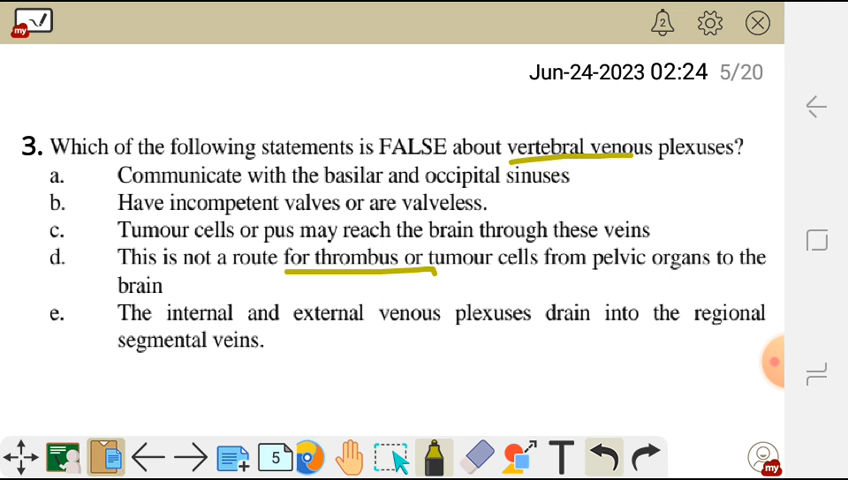 my
2
Jun-24-2023 02:24 5/20
3. Which of the following statements is FALSE about vertebral venous plexuses?
a. Communicate with the basilar and occipital sinuses
b. Have incompetent valves or are valveless.
c. Tumour cells or pus may reach the brain through these veins
d. This is not a route for thrombus or tumour cells from pelvic organs to the
brain
e. The internal and external venous plexuses drain into the regional
segmental veins.
5
T
my